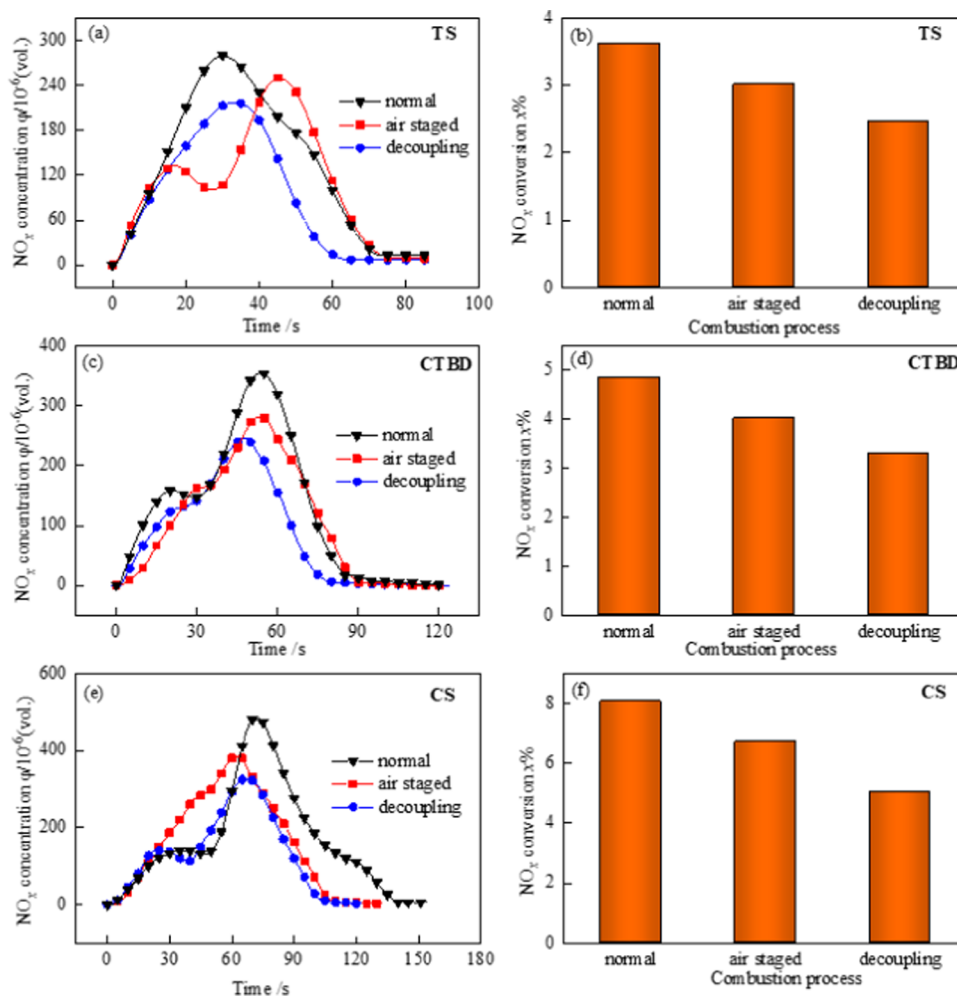 (a) TS
NOx concentration φ/10⁻⁶(vol.)
300
240
180
120
60
0
normal
air staged
decoupling
0 20 40 60 80 100
Time /s
(b) TS
NOx conversion x%
4
3
2
1
0
normal air staged decoupling
Combustion process
(c) CTBD
NOx concentration φ/10⁻⁶(vol.)
400
300
200
100
0
normal
air staged
decoupling
0 30 60 90 120
Time /s
(d) CTBD
NOx conversion x%
5
4
3
2
1
0
normal air staged decoupling
Combustion process
(e) CS
NOx concentration φ/10⁻⁶(vol.)
600
400
200
0
normal
air staged
decoupling
0 30 60 90 120 150 180
Time /s
(f) CS
NOx conversion x%
8
6
4
2
0
normal air staged decoupling
Combustion process